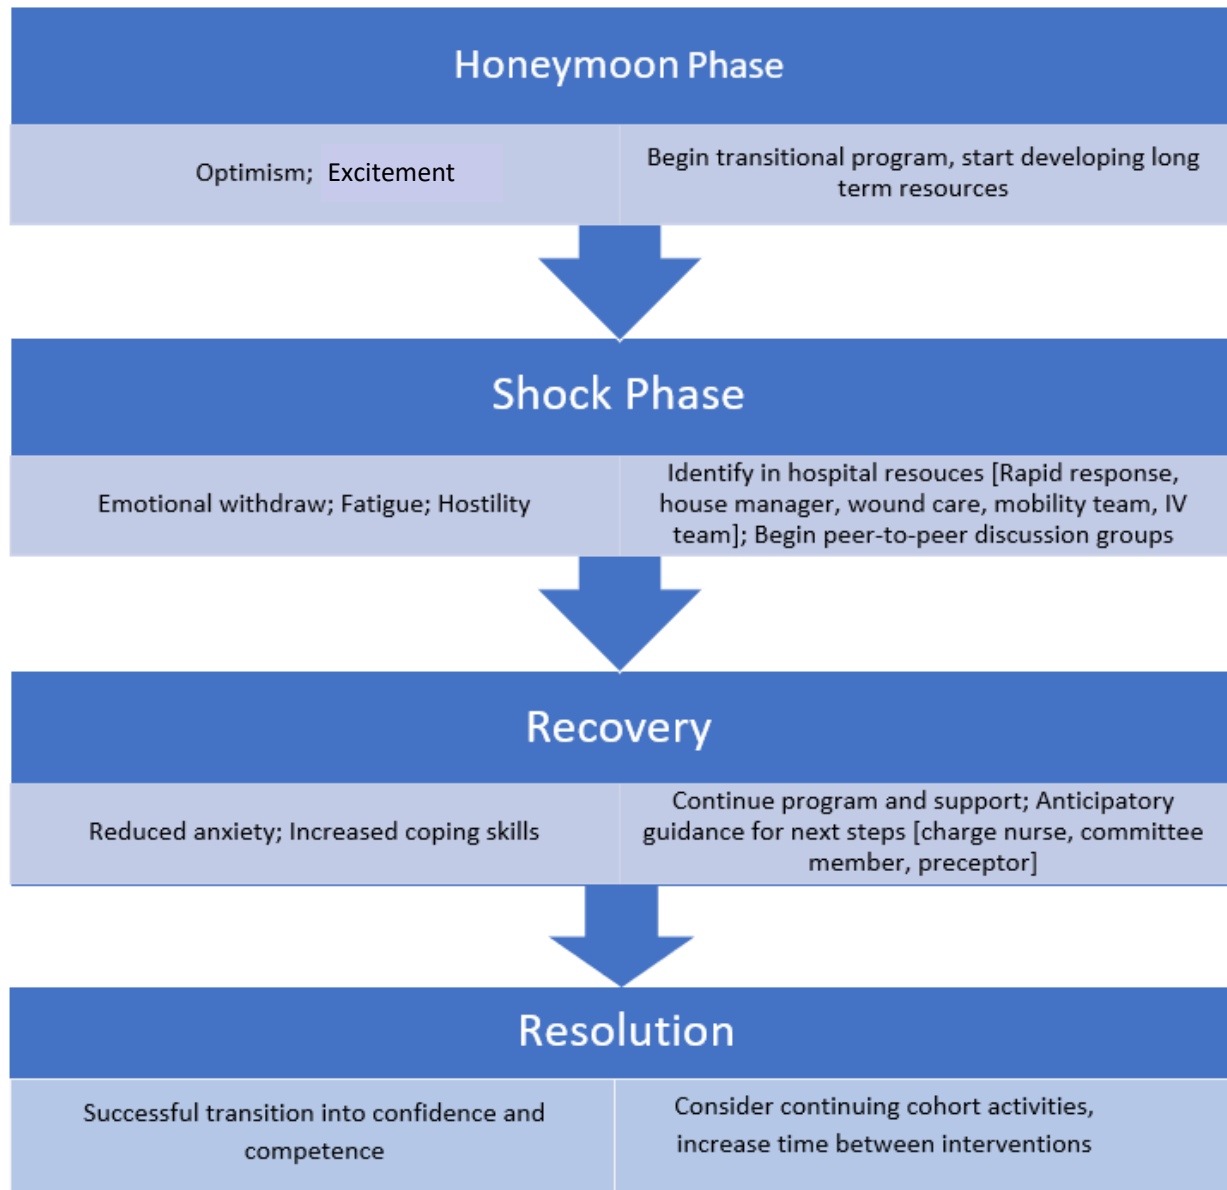 Honeymoon Phase
Optimism; Excitement
Begin transitional program, start developing long
term resources
Shock Phase
Emotional withdraw; Fatigue; Hostility
Identify in hospital resouces [Rapid response,
house manager, wound care, mobility team, IV
team]; Begin peer-to-peer discussion groups
Recovery
Reduced anxiety; Increased coping skills
Continue program and support; Anticipatory
guidance for next steps [charge nurse, committee
member, preceptor]
Resolution
Successful transition into confidence and
competence
Consider continuing cohort activities,
increase time between interventions